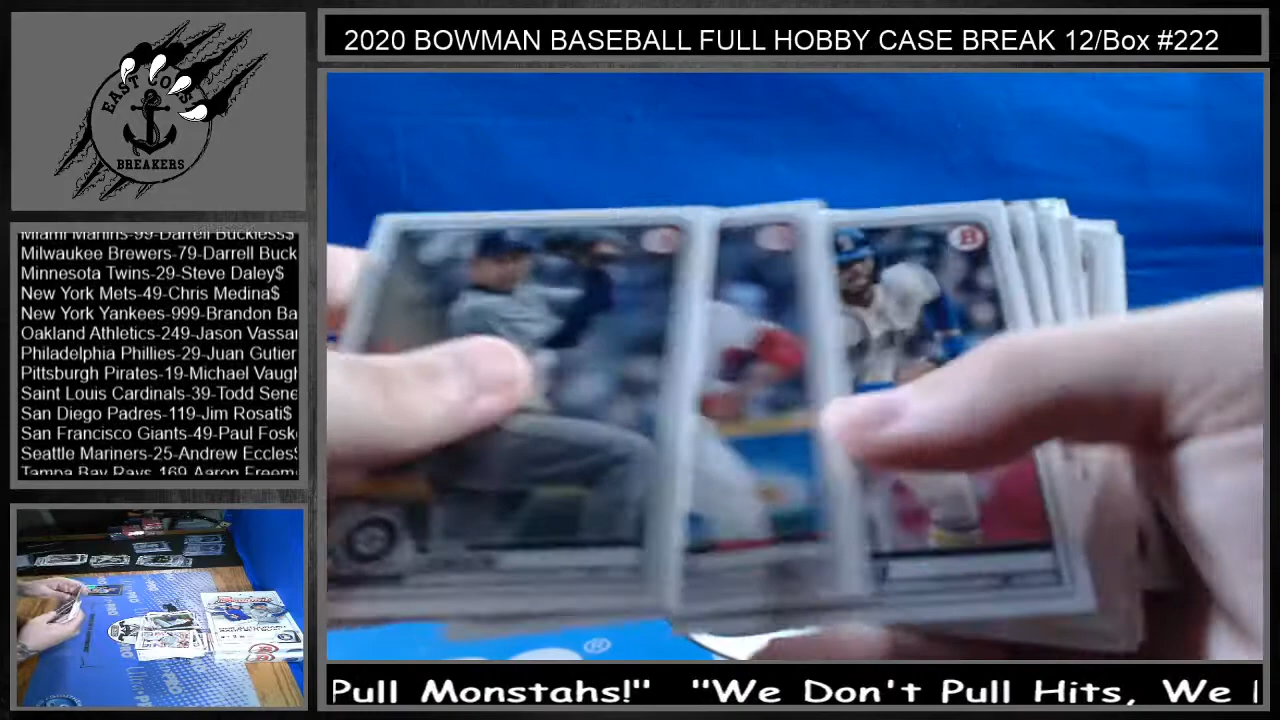 2020 BOWMAN BASEBALL FULL HOBBY CASE BREAK 12/Box #222
EAST COAST
BREAKERS
Miami Marlins-99-Darrell Buckless$
Milwaukee Brewers-79-Darrell Buck
Minnesota Twins-29-Steve Daley$
New York Mets-49-Chris Medina$
New York Yankees-999-Brandon Ba
Oakland Athletics-249-Jason Vassar
Philadelphia Phillies-29-Juan Gutier
Pittsburgh Pirates-19-Michael Vaugh
Saint Louis Cardinals-39-Todd Sene
San Diego Padres-119-Jim Rosati$
San Francisco Giants-49-Paul Fosk
Seattle Mariners-25-Andrew Eccles$
Tampa Bay Rays-169-Aaron Freem
B
®
Pull Monstahs!" "We Don't Pull Hits, We